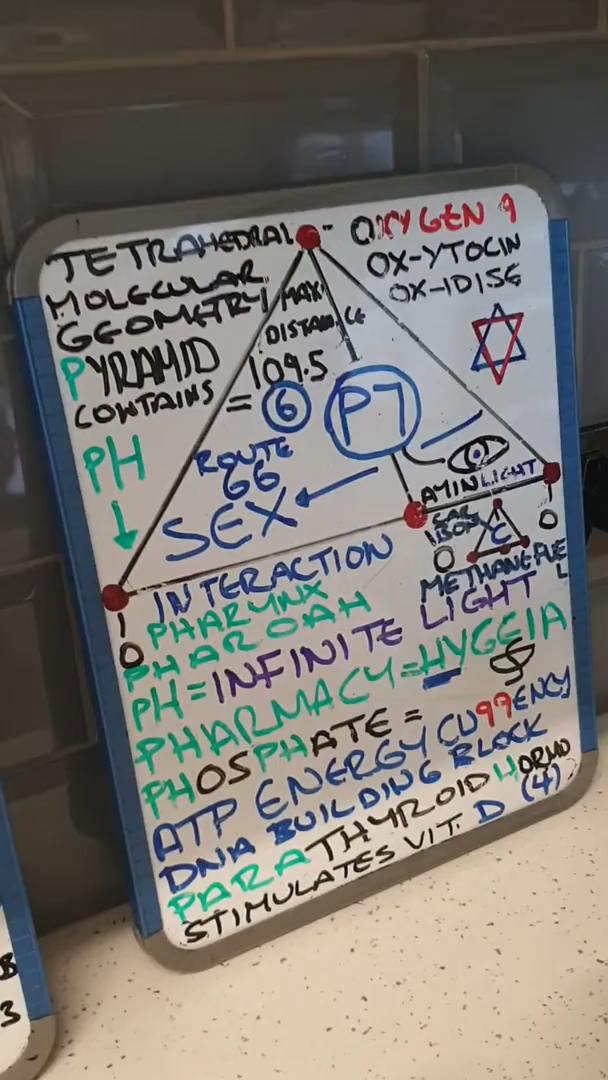 TETRAHEDRAL - OXYGEN 9
MOLECULAR OX-YTOCIN
GEOMETRY OX-IDISE
MAX
DISTANCE
PYRAMID 109.5
CONTAINS = 6 P7
PH
ROUTE
66
SEX
AMINLIGHT
CARBON
C
O
O
METHANE FUEL
INTERACTION
O
PHARYNX
PHAROAH
PH = INFINITE LIGHT
PHARMACY = HYGEIA
PHOSPHATE =
ATP ENERGY CU99ENCY
DNA BUILDING BLOCK
PARATHYROID HORMO
STIMULATES VIT. D (4)
B
3